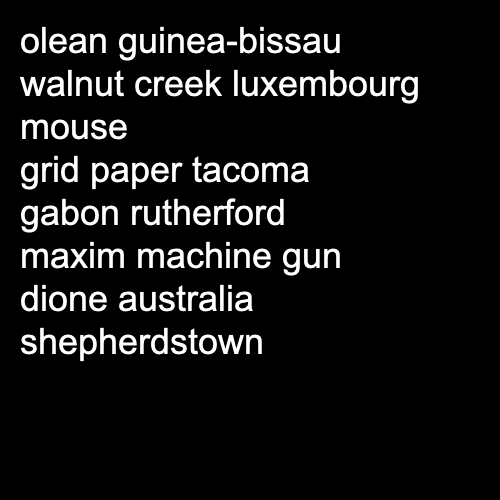 olean guinea-bissau
walnut creek luxembourg
mouse
grid paper tacoma
gabon rutherford
maxim machine gun
dione australia
shepherdstown